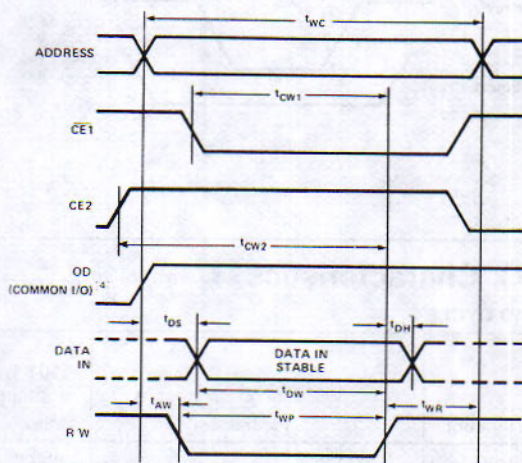 tWC
ADDRESS
tCW1
CE1
CE2
tCW2
OD
(COMMON I/O) [4]
tDS
tDH
DATA IN
DATA IN STABLE
tDW
tAW
tWP
tWR
R W